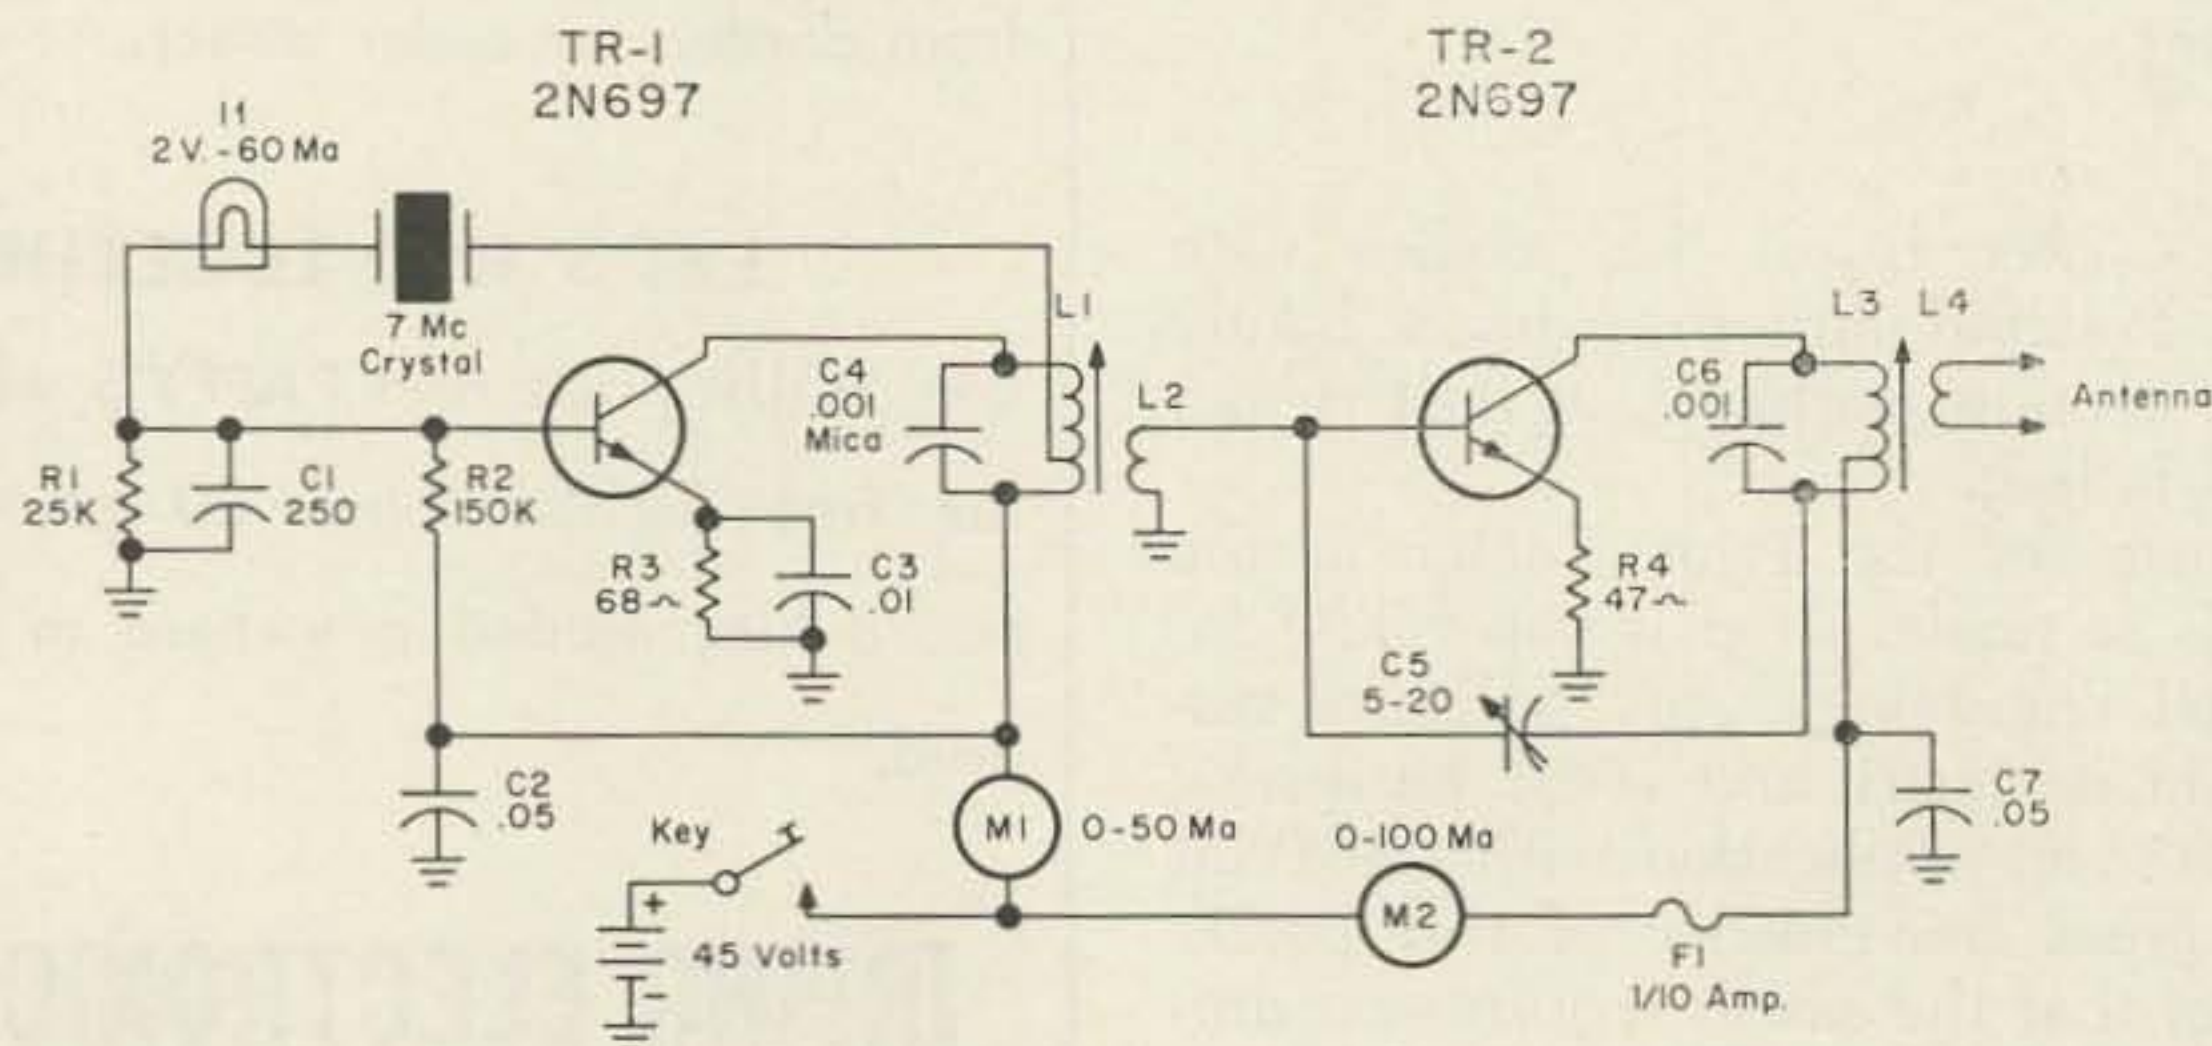 TR-1
2N697
TR-2
2N697
I1
2 V. - 60 Ma
7 Mc
Crystal
L1
L3
L4
C4
.001
Mica
L2
C6
.001
Antenna
R1
25K
C1
250
R2
150K
R3
68
C3
.01
R4
47
C5
5-20
C2
.05
Key
M1
0-50 Ma
0-100 Ma
C7
.05
+
45 Volts
-
M2
F1
1/10 Amp.